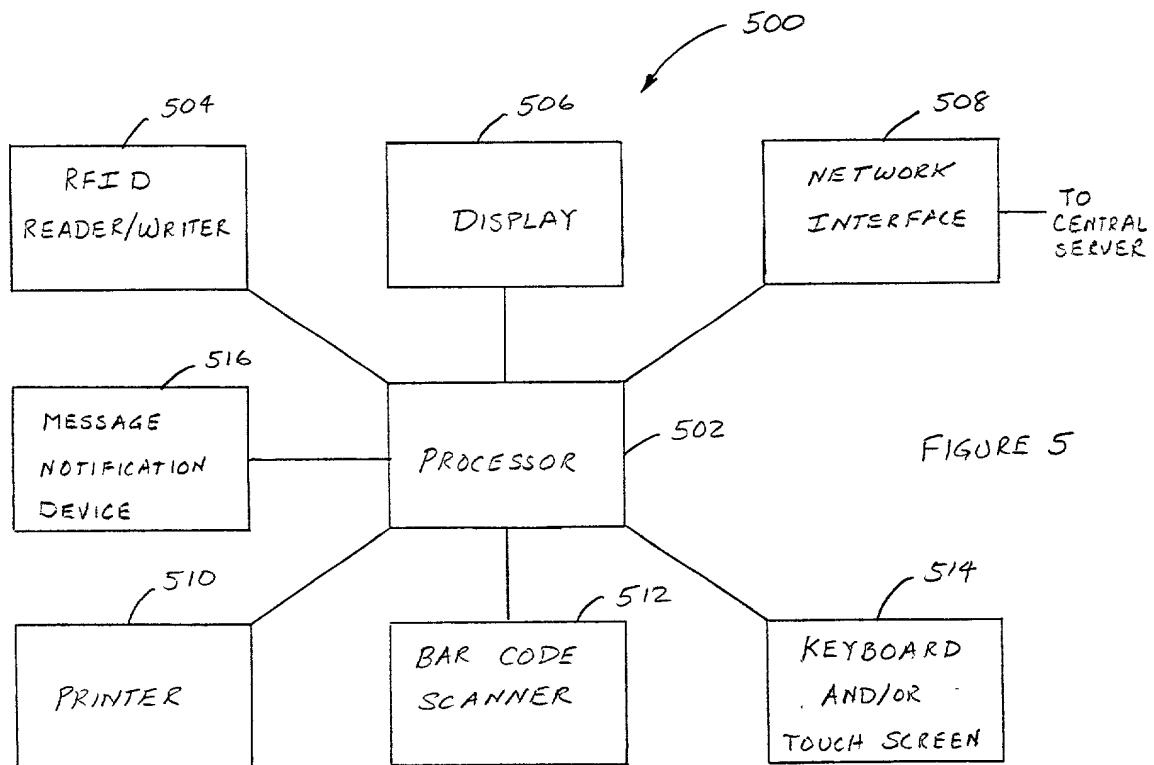 500
504
506
508
RFID
READER/WRITER
DISPLAY
NETWORK
INTERFACE
TO
CENTRAL
SERVER
516
MESSAGE
NOTIFICATION
DEVICE
PROCESSOR
502
FIGURE 5
510
512
514
PRINTER
BAR CODE
SCANNER
KEYBOARD
AND/OR
TOUCH SCREEN